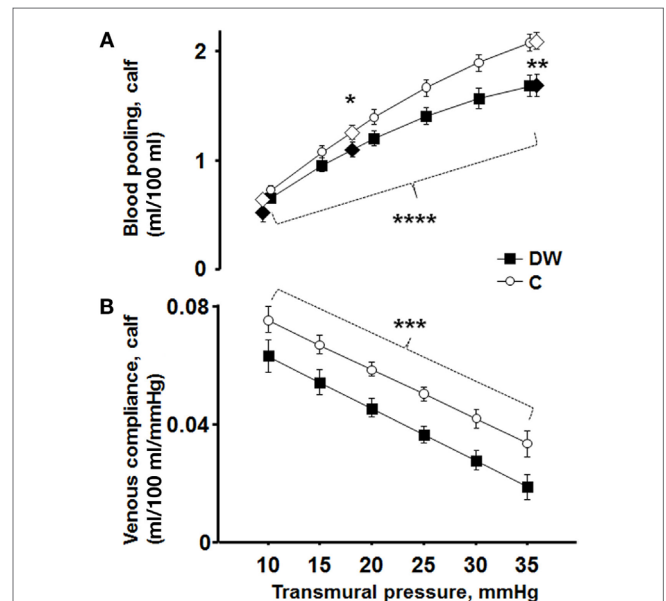 A
Blood pooling, calf
(ml/100 ml)
2
1
0
*
**
****
DW
C
B
Venous compliance, calf
(ml/100 ml/mmHg)
0.08
0.04
0
***
10 15 20 25 30 35
Transmural pressure, mmHg